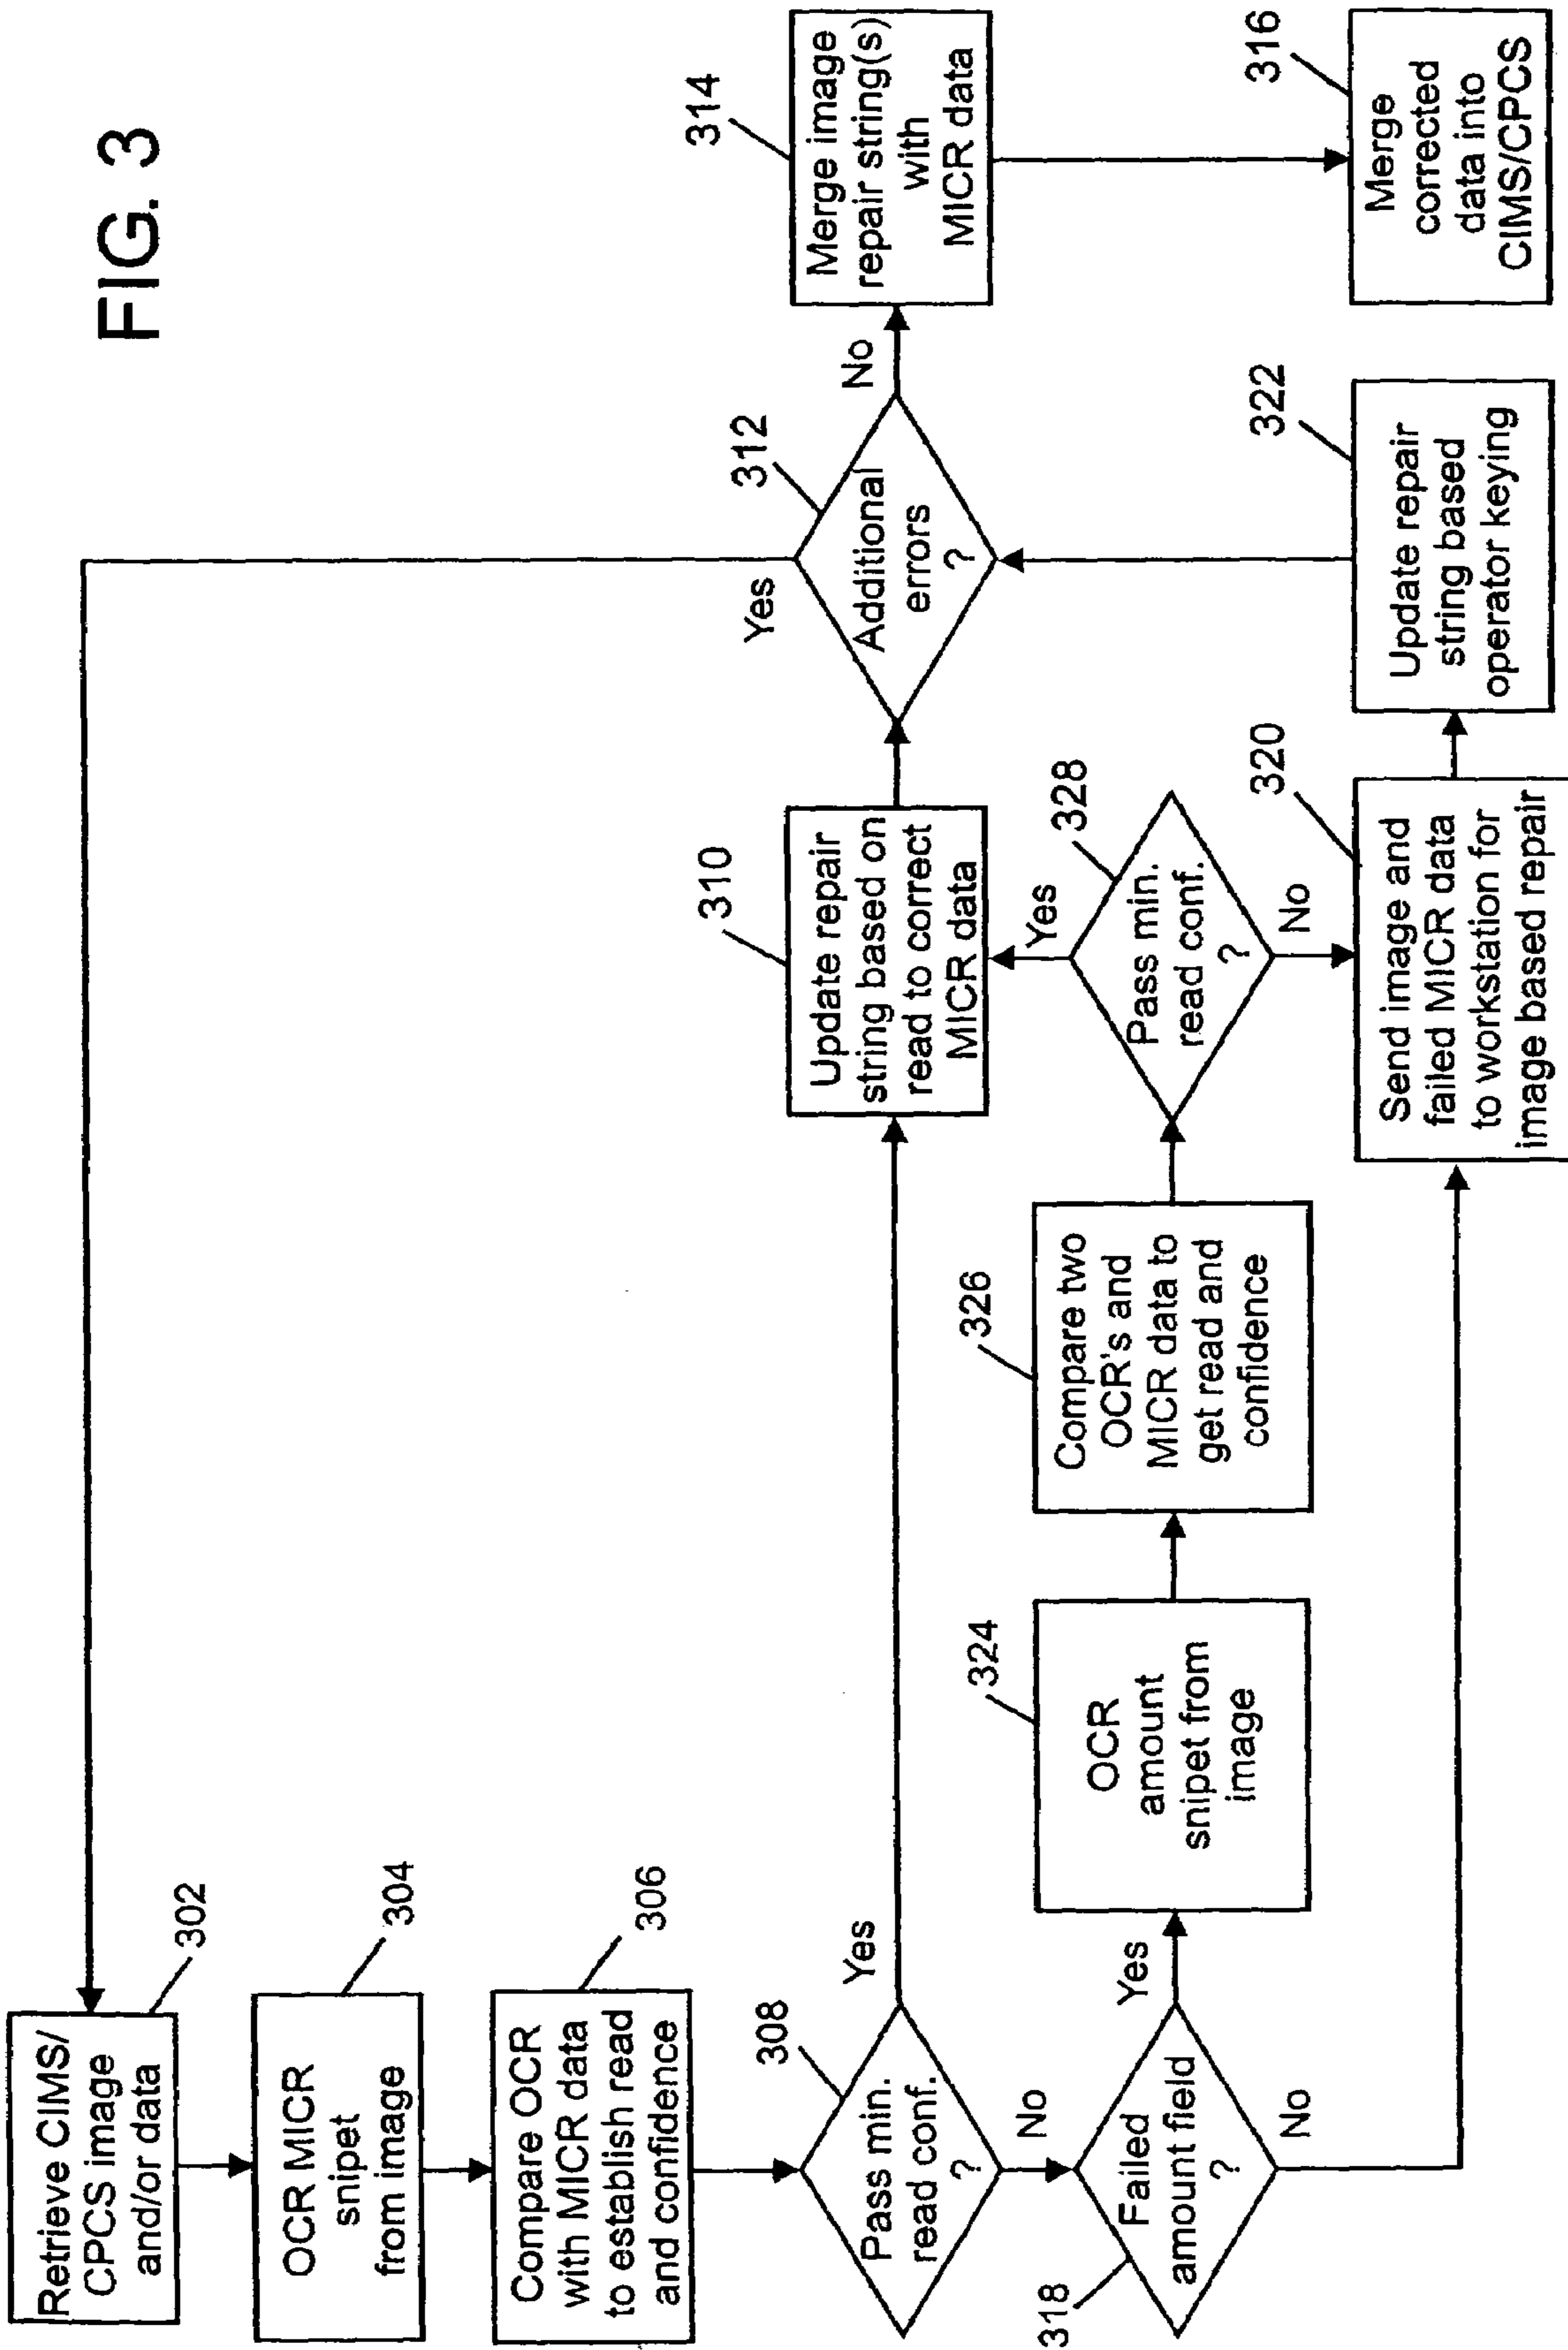 FIG. 3
Retrieve CIMS/
CPCS image
and/or data
302
OCR MICR
snippet
from image
304
Compare OCR
with MICR data
to establish read
and confidence
306
Pass min.
read conf.
?
308
Yes
No
Update repair
string based on
read to correct
MICR data
310
Additional
errors
?
312
Yes
No
Merge image
repair string(s)
with
MICR data
314
Merge
corrected
data into
CIMS/CPCS
316
Failed
amount field
?
318
Yes
No
OCR
amount
snipet from
image
324
Compare two
OCR's and
MICR data to
get read and
confidence
326
Pass min.
read conf.
?
328
Yes
No
Send image and
failed MICR data
to workstation for
image based repair
320
Update repair
string based
operator keying
322